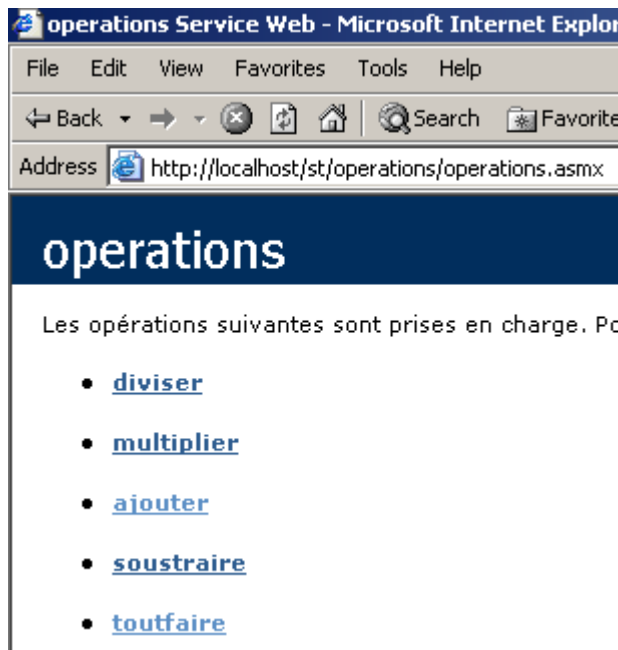 operations Service Web - Microsoft Internet Explor
File Edit View Favorites Tools Help
Back Search Favorite
Address http://localhost/st/operations/operations.asmx
operations
Les opérations suivantes sont prises en charge. Po
diviser
multiplier
ajouter
soustraire
toutfaire